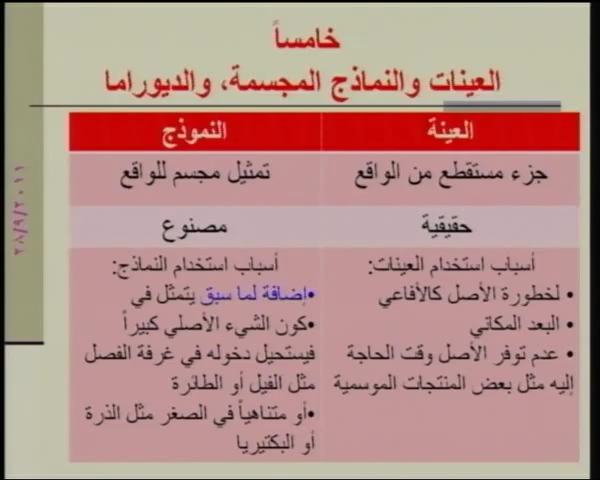 خامساً
العينات والنماذج المجسمة، والديوراما
العينة
النموذج
جزء مستقطع من الواقع
تمثيل مجسم للواقع
حقيقية
مصنوع
أسباب استخدام العينات:
• لخطورة الأصل كالأفاعي
• البعد المكاني
• عدم توفر الأصل وقت الحاجة
إليه مثل بعض المنتجات الموسمية
أسباب استخدام النماذج:
•إضافة لما سبق يتمثل في
•كون الشيء الأصلي كبيراً
فيستحيل دخوله في غرفة الفصل
مثل الفيل أو الطائرة
•أو متناهياً في الصغر مثل الذرة
أو البكتيريا
٢٨/٩/٢٠١١